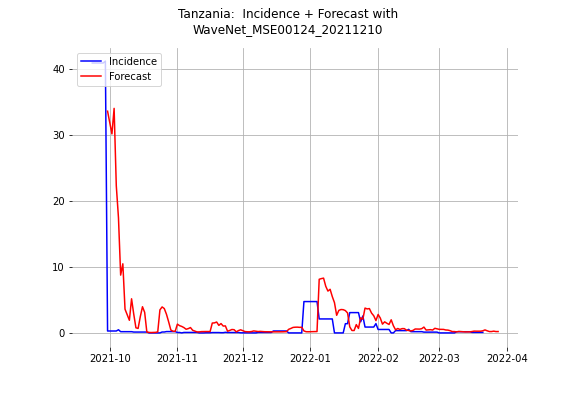 Tanzania:  Incidence + Forecast with
WaveNet_MSE00124_20211210
Incidence
Forecast
40
30
20
10
0
2021-10 2021-11 2021-12 2022-01 2022-02 2022-03 2022-04